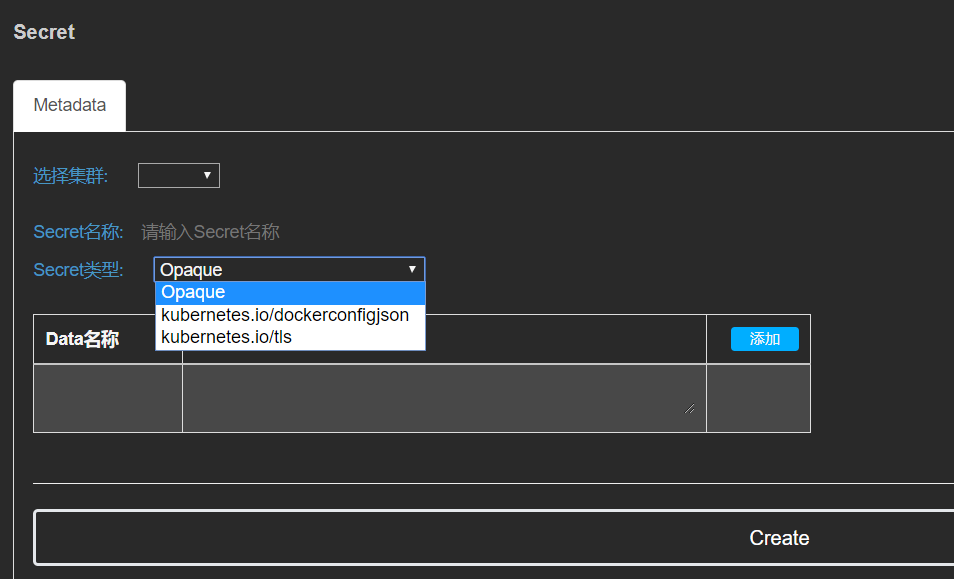 Secret
Metadata
选择集群:
Secret名称: 请输入Secret名称
Secret类型: Opaque
Opaque
kubernetes.io/dockerconfigjson
kubernetes.io/tls
Data名称 添加
Create